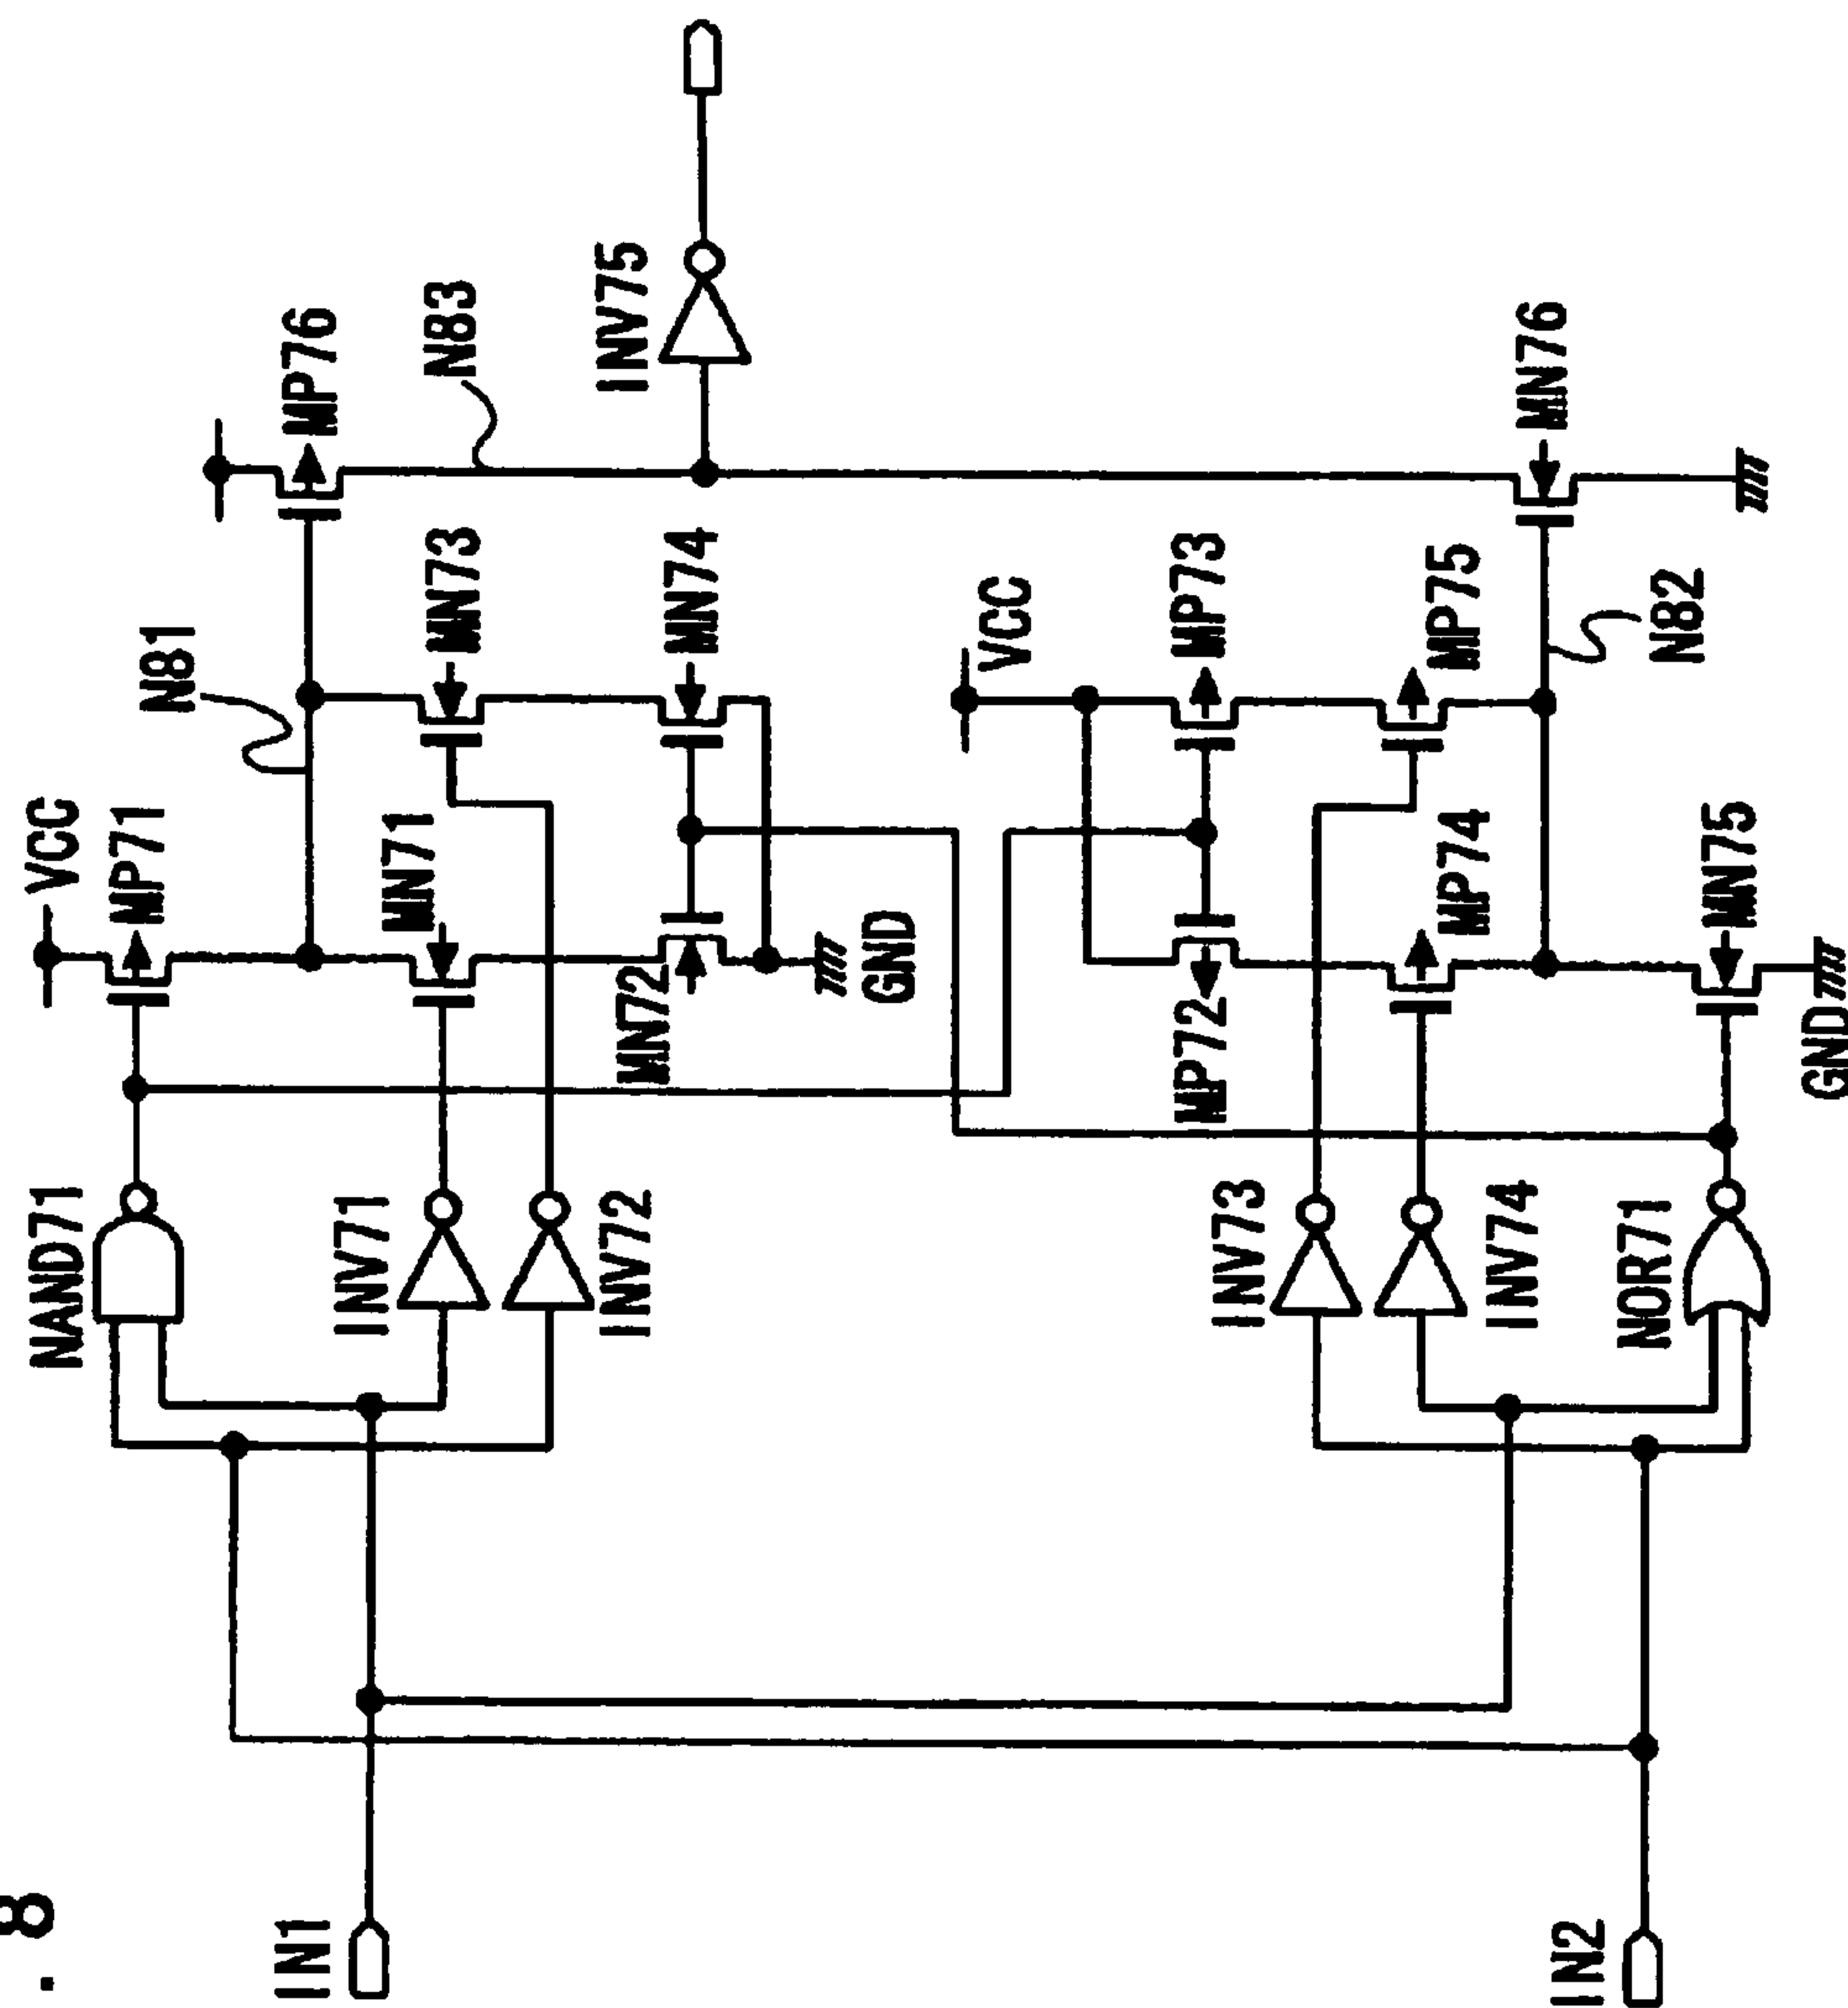 . 8
IN1
IN2
NAND71
INV71
INV72
INV73
INV74
NOR71
VCC
MP71
MN71
MN72
GND
MP72
MP74
MN75
GND
N81
MN73
MN74
VCC
MP73
MP75
N82
MP76
N83
INV75
MN76